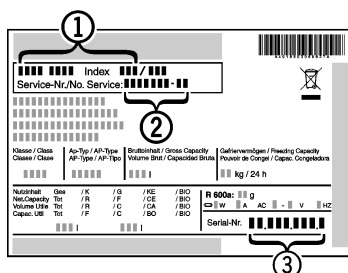 1
Index /
Service-Nr./No. Service: -
2
Klasse / Class
Classe / Clase
Ap-Typ / AP-Type
AP-Type / AP-Tipo
Bruttoinhalt / Gross Capacity
Volume Brut / Capacidad Bruta
Gefriervermögen / Freezing Capacity
Pouvoir de Congel / Capac. Congeladora
l
kg / 24 h
Nutzinhalt Ges / K / G / KE / BIO
Net.Capacity Tot / R / F / CE / BIO
Volume Utile Tot / R / C / CA / BIO
Capac. Util Tot / F / C / BO / BIO
l l
R 600a: g
W A AC - V HZ
Serial-Nr.
3